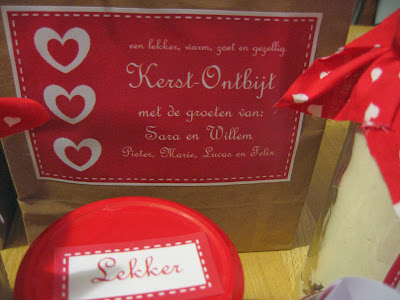 een lekker, warm, zoet en gezellig
Kerst-Ontbijt
met de groeten van:
Sara en Willem
Pieter, Marie, Lucas en Felix
Lekker